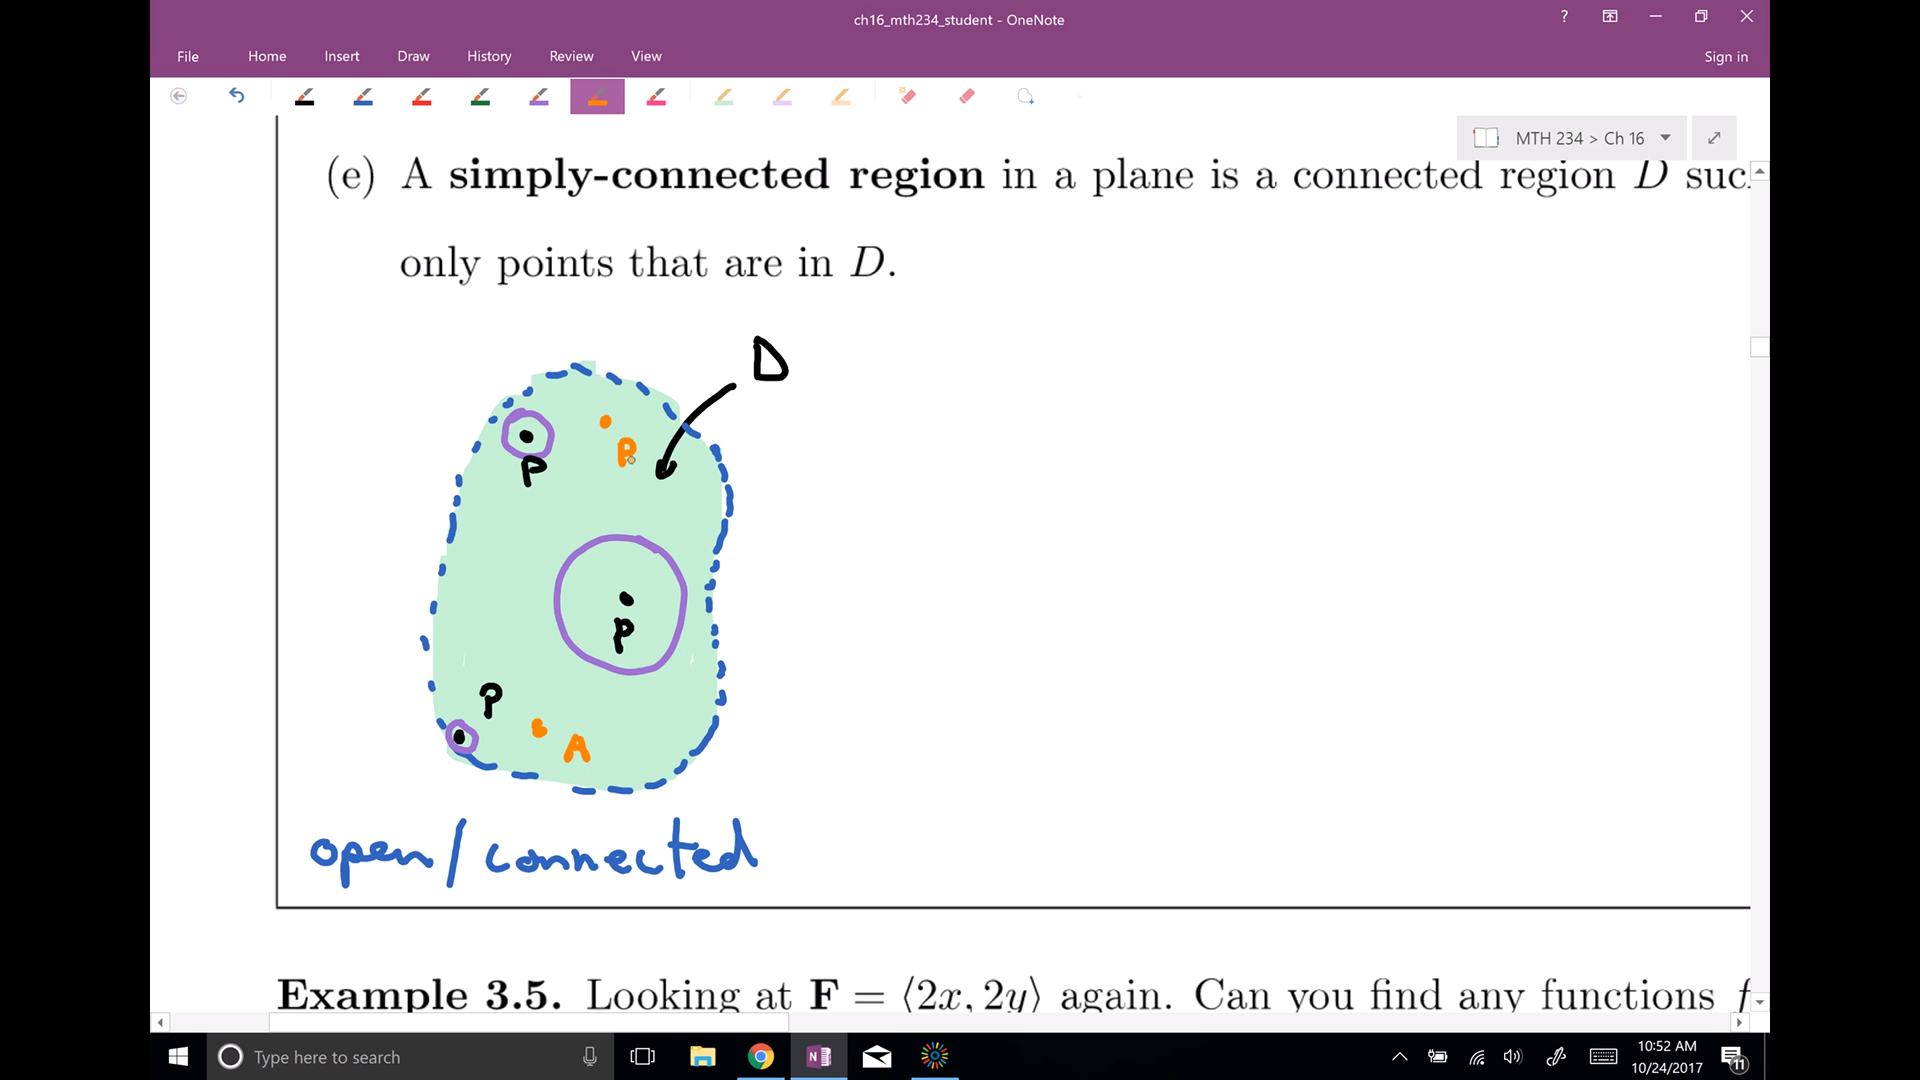 ch16_mth234_student - OneNote
?
File Home Insert Draw History Review View Sign in
MTH 234 > Ch 16
(e) A simply-connected region in a plane is a connected region D suc
only points that are in D.
D
P
P
P
P
A
open/connected
Example 3.5. Looking at F = ⟨2x, 2y⟩ again. Can you find any functions f
Type here to search
N
10:52 AM
10/24/2017
11